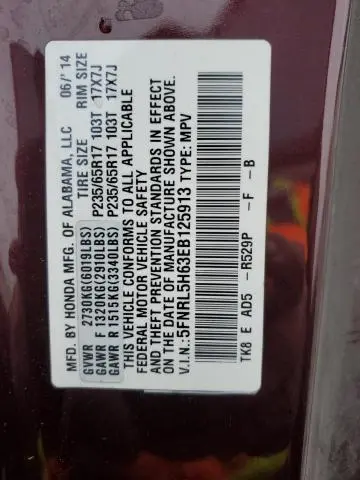 MFD. BY HONDA MFG. OF ALABAMA, LLC 06/'14
TIRE SIZE RIM SIZE
GVWR 2730KG(6019LBS)
GAWR F 1320KG(2910LBS) P235/65R17 103T 17X7J
GAWR R 1515KG(3340LBS) P235/65R17 103T 17X7J
THIS VEHICLE CONFORMS TO ALL APPLICABLE
FEDERAL MOTOR VEHICLE SAFETY
AND THEFT PREVENTION STANDARDS IN EFFECT
ON THE DATE OF MANUFACTURE SHOWN ABOVE.
V.I.N.:5FNRL5H63EB125913 TYPE: MPV
TK8 E AD5 -R529P -F -B